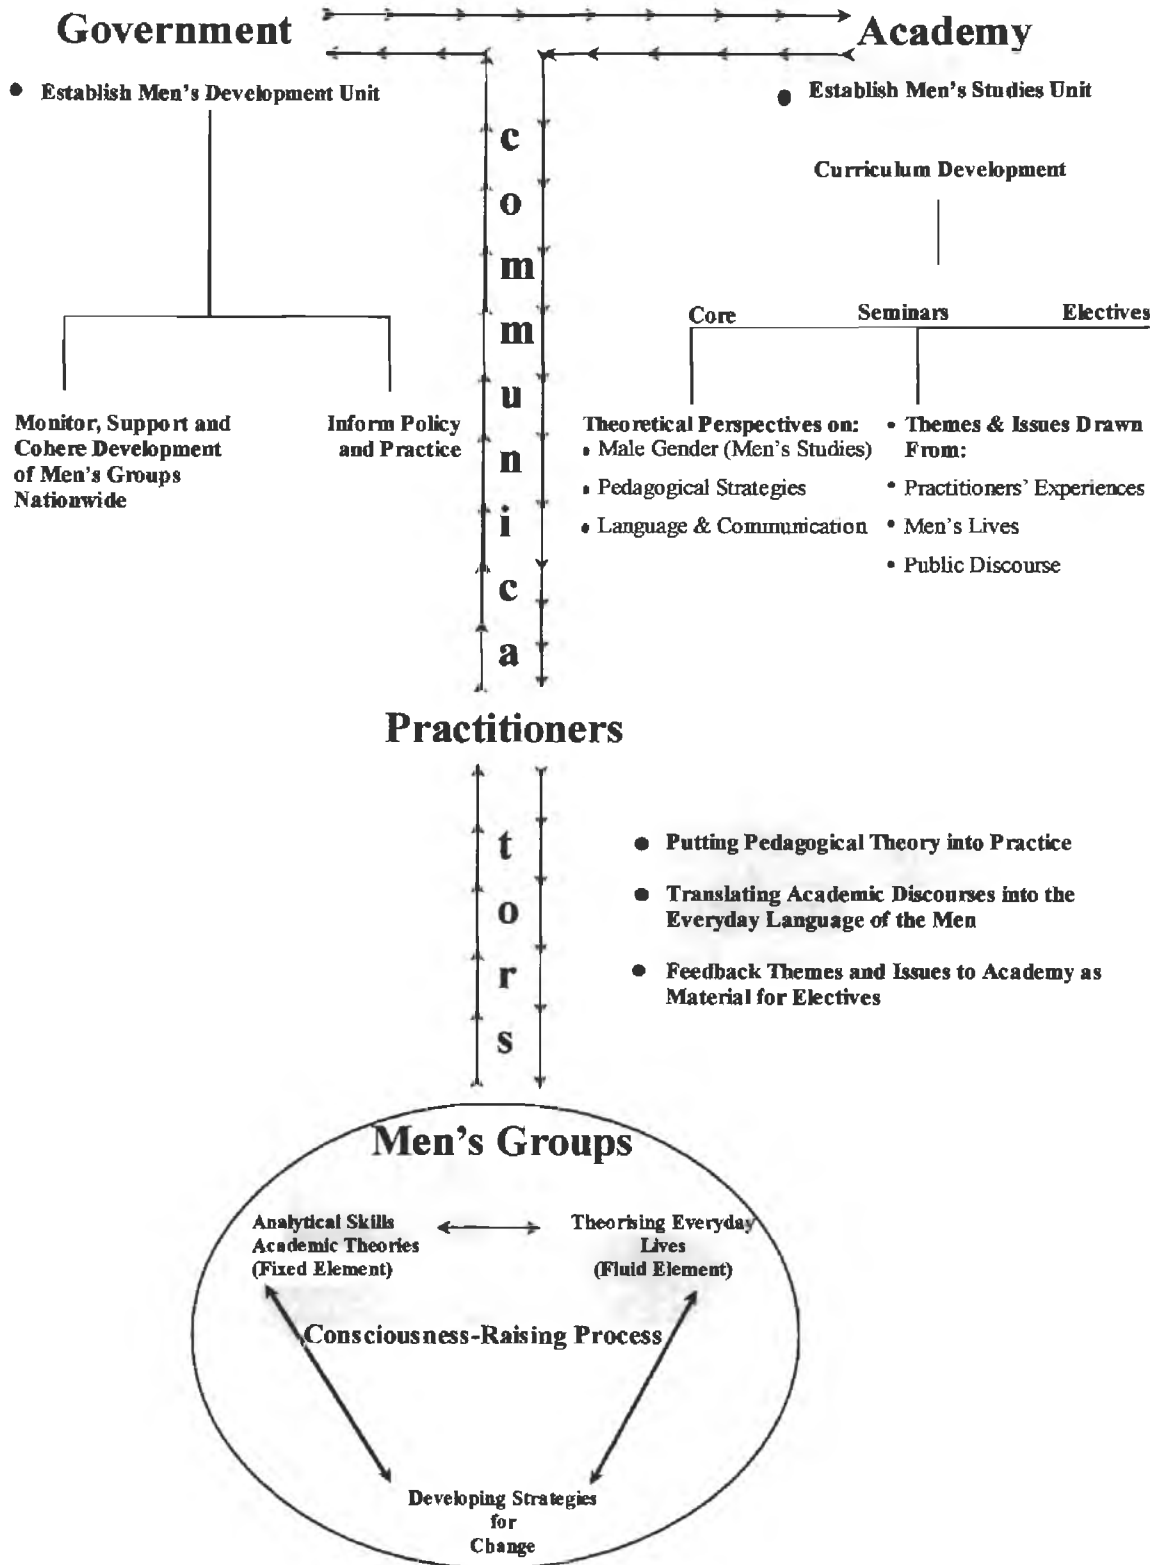 Government
Academy
• Establish Men's Development Unit
• Establish Men's Studies Unit
Curriculum Development
Core
Seminars
Electives
Monitor, Support and
Cohere Development
of Men's Groups
Nationwide
Inform Policy
and Practice
Theoretical Perspectives on:
• Male Gender (Men's Studies)
• Pedagogical Strategies
• Language & Communication
• Themes & Issues Drawn
From:
• Practitioners' Experiences
• Men's Lives
• Public Discourse
c
o
m
m
u
n
i
c
a
Practitioners
t
o
r
s
• Putting Pedagogical Theory into Practice
• Translating Academic Discourses into the
Everyday Language of the Men
• Feedback Themes and Issues to Academy as
Material for Electives
Men's Groups
Analytical Skills
Academic Theories
(Fixed Element)
Theorising Everyday
Lives
(Fluid Element)
Consciousness-Raising Process
Developing Strategies
for
Change